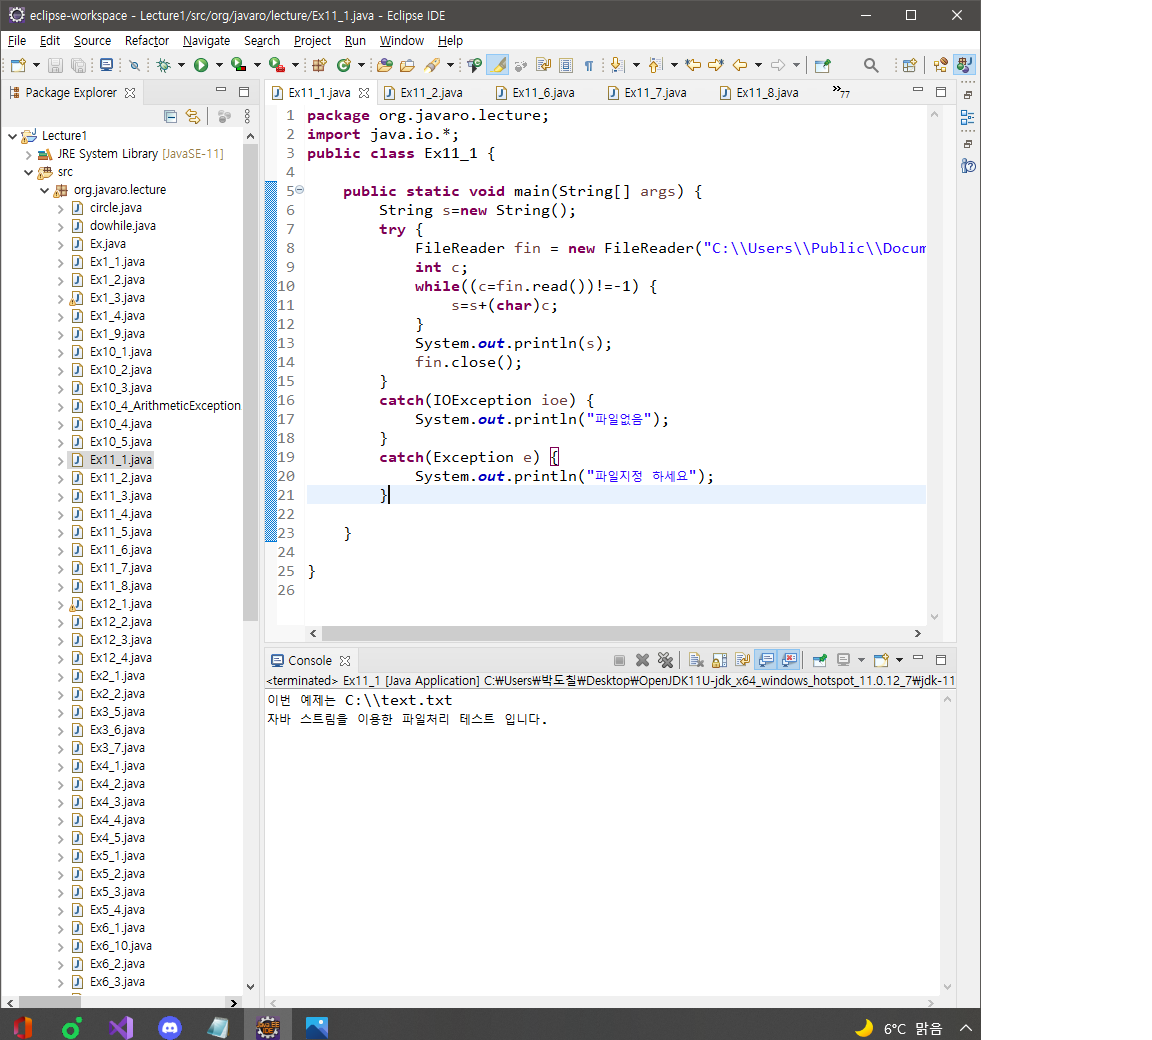 eclipse-workspace - Lecture1/src/org/javaro/lecture/Ex11_1.java - Eclipse IDE
File Edit Source Refactor Navigate Search Project Run Window Help
Package Explorer
Lecture1
JRE System Library [JavaSE-11]
src
org.javaro.lecture
circle.java
dowhile.java
Ex.java
Ex1_1.java
Ex1_2.java
Ex1_3.java
Ex1_4.java
Ex1_9.java
Ex10_1.java
Ex10_2.java
Ex10_3.java
Ex10_4_ArithmeticException
Ex10_4.java
Ex10_5.java
Ex11_1.java
Ex11_2.java
Ex11_3.java
Ex11_4.java
Ex11_5.java
Ex11_6.java
Ex11_7.java
Ex11_8.java
Ex12_1.java
Ex12_2.java
Ex12_3.java
Ex12_4.java
Ex2_1.java
Ex2_2.java
Ex3_5.java
Ex3_6.java
Ex3_7.java
Ex4_1.java
Ex4_2.java
Ex4_3.java
Ex4_4.java
Ex4_5.java
Ex5_1.java
Ex5_2.java
Ex5_3.java
Ex5_4.java
Ex6_1.java
Ex6_10.java
Ex6_2.java
Ex6_3.java
Ex11_1.java Ex11_2.java Ex11_6.java Ex11_7.java Ex11_8.java »77
1 package org.javaro.lecture;
2 import java.io.*;
3 public class Ex11_1 {
4
5 public static void main(String[] args) {
6 String s=new String();
7 try {
8 FileReader fin = new FileReader("C:\\Users\\Public\\Docum
9 int c;
10 while((c=fin.read())!=-1) {
11 s=s+(char)c;
12 }
13 System.out.println(s);
14 fin.close();
15 }
16 catch(IOException ioe) {
17 System.out.println("파일없음");
18 }
19 catch(Exception e) {
20 System.out.println("파일지정 하세요");
21 }
22
23 }
24
25 }
26
Console
<terminated> Ex11_1 [Java Application] C:₩Users₩박도칠₩Desktop₩OpenJDK11U-jdk_x64_windows_hotspot_11.0.12_7₩jdk-11
이번 예제는 C:\\text.txt
자바 스트림을 이용한 파일처리 테스트 입니다.
JAVA EE IDE
6°C 맑음